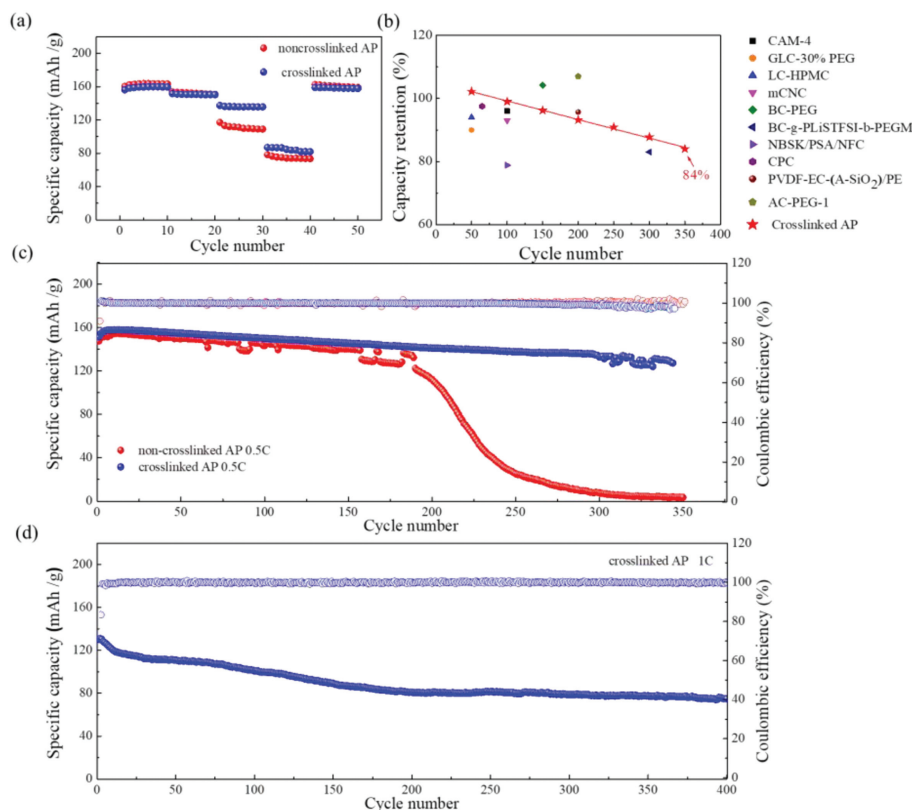 (a)
Specific capacity (mAh /g)
200
160
120
80
40
0
noncrosslinked AP
crosslinked AP
0 10 20 30 40 50
Cycle number
(b)
Capacity retention (%)
120
100
80
60
84%
0 50 100 150 200 250 300 350 400
Cycle number
CAM-4
GLC-30% PEG
LC-HPMC
mCNC
BC-PEG
BC-g-PLiSTFSI-b-PEGM
NBSK/PSA/NFC
CPC
PVDF-EC-(A-SiO2)/PE
AC-PEG-1
Crosslinked AP
(c)
Specific capacity (mAh /g)
200
160
120
80
40
0
non-crosslinked AP 0.5C
crosslinked AP 0.5C
0 50 100 150 200 250 300 350
Cycle number
120
100
80
60
40
20
0
Coulombic efficiency (%)
(d)
Specific capacity (mAh /g)
200
160
120
80
40
0
crosslinked AP 1C
0 50 100 150 200 250 300 350 400
Cycle number
120
100
80
60
40
20
0
Coulombic efficiency (%)